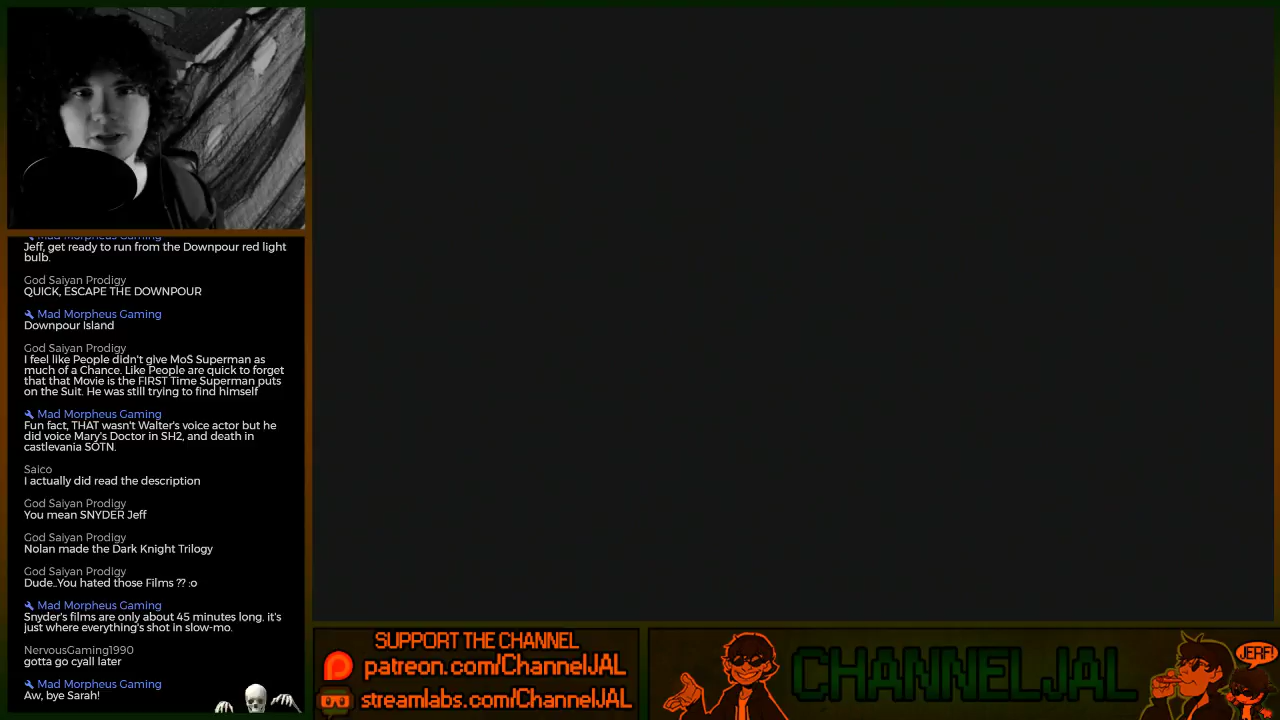 Mad Morpheus Gaming
Jeff, get ready to run from the Downpour red light
bulb.
God Saiyan Prodigy
QUICK, ESCAPE THE DOWNPOUR
Mad Morpheus Gaming
Downpour Island
God Saiyan Prodigy
I feel like People didn't give MoS Superman as
much of a Chance. Like People are quick to forget
that that Movie is the FIRST Time Superman puts
on the Suit. He was still trying to find himself
Mad Morpheus Gaming
Fun fact, THAT wasn't Walter's voice actor but he
did voice Mary's Doctor in SH2, and death in
castlevania SOTN.
Saico
I actually did read the description
God Saiyan Prodigy
You mean SNYDER Jeff
God Saiyan Prodigy
Nolan made the Dark Knight Trilogy
God Saiyan Prodigy
Dude..You hated those Films ?? :o
Mad Morpheus Gaming
Snyder's films are only about 45 minutes long, it's
just where everything's shot in slow-mo.
NervousGaming1990
gotta go cyall later
Mad Morpheus Gaming
Aw, bye Sarah!
SUPPORT THE CHANNEL
patreon.com/ChannelJAL
streamlabs.com/ChannelJAL
CHANNELJAL
JERF!